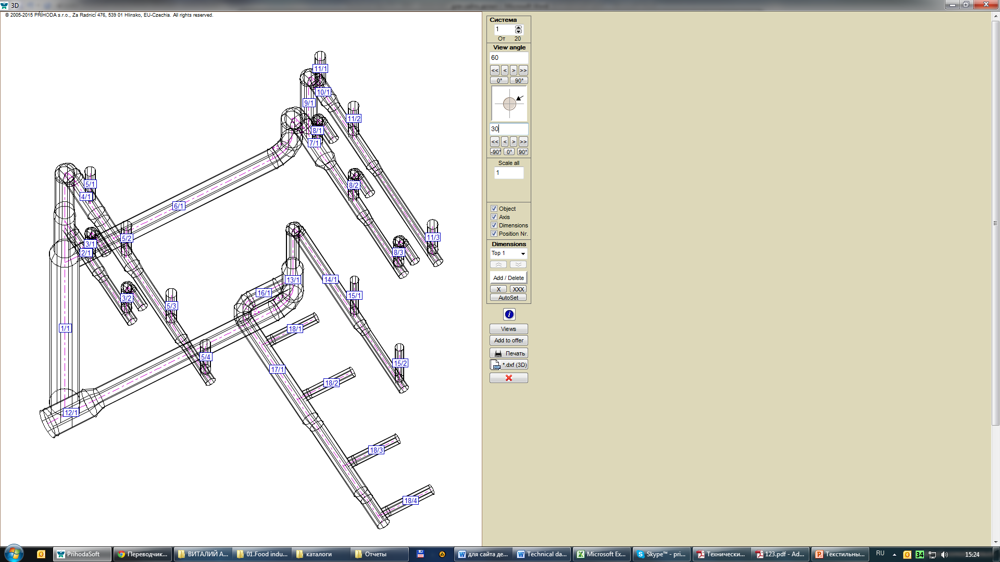 3D
© 2005-2015 PŘÍHODA s.r.o., Za Radnicí 476, 539 01 Hlinsko, EU-Czechia. All rights reserved.
11/1
10/1
9/1
11/2
8/1
7/1
5/1
8/2
4/1
6/1
11/3
5/2
3/1
2/1
8/3
13/1
14/1
16/1
15/1
3/2
5/3
1/1
18/1
5/4
15/2
17/1
18/2
12/1
18/3
18/4
Система
1
От 20
View angle
60
<< < > >>
0° 90°
30
<< < > >>
-90° 0° 90°
Scale all
1
Object
Axis
Dimensions
Position Nr.
Dimensions
Top 1
Add / Delete
X XXX
AutoSet
i
Views
Add to offer
Печать
DXF *.dxf (3D)
PrihodaSoft Переводчик... ВИТАЛИЙ А... 01.Food indu... каталоги Отчеты для сайта де... Technical da... Microsoft Ex... Skype™ - pri... Технически... 123.pdf - Ad... Текстильны... RU 34 15:24